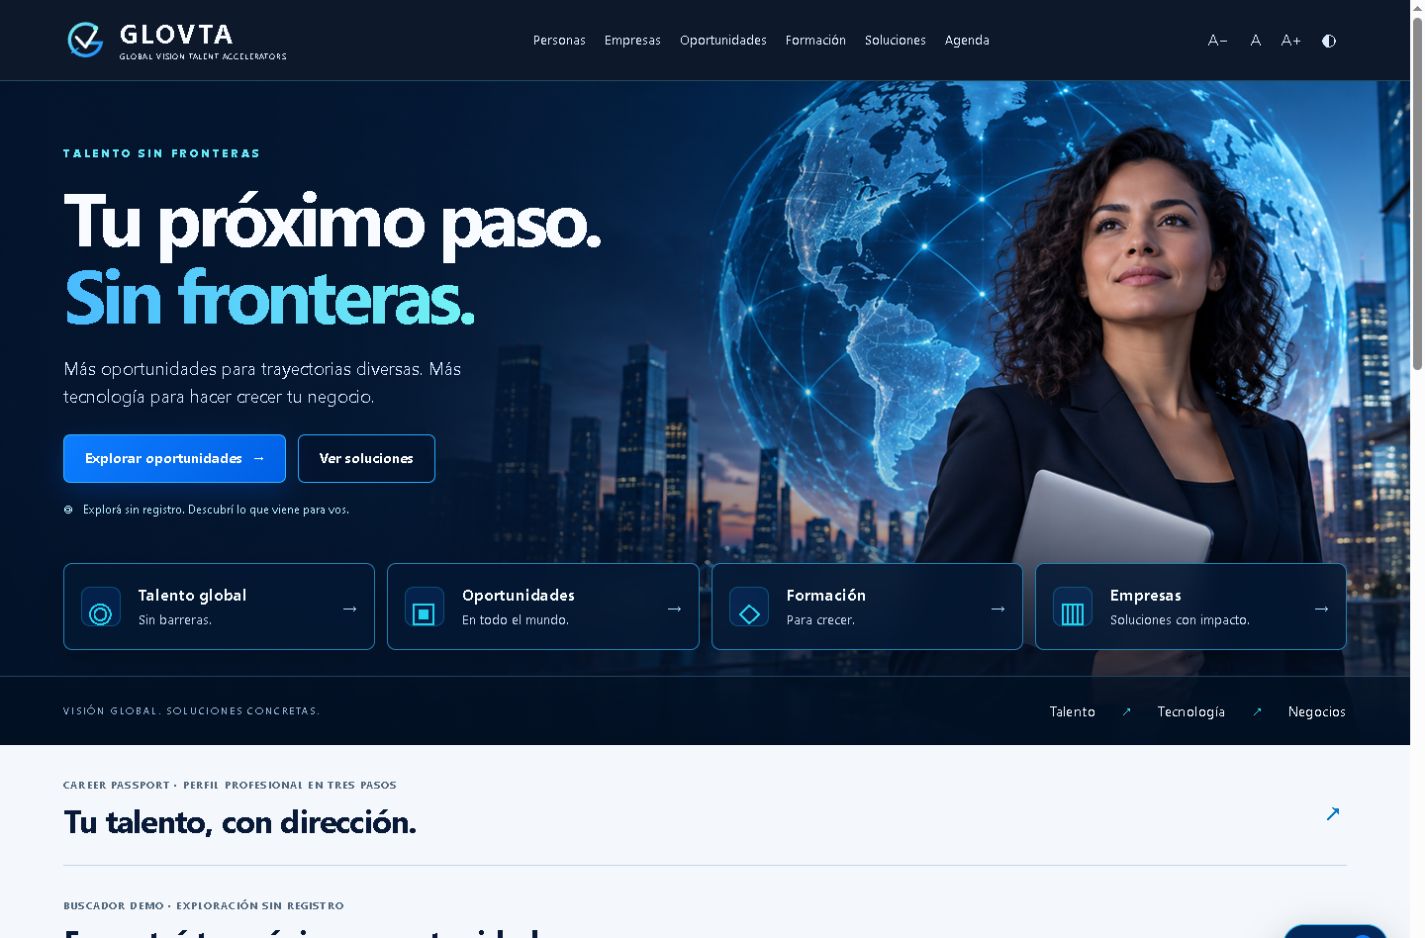 GLOVTA
GLOBAL VISION TALENT ACCELERATORS
Personas Empresas Oportunidades Formación Soluciones Agenda
A− A A+
TALENTO SIN FRONTERAS
Tu próximo paso.
Sin fronteras.
Más oportunidades para trayectorias diversas. Más
tecnología para hacer crecer tu negocio.
Explorar oportunidades →
Ver soluciones
Explorá sin registro. Descubrí lo que viene para vos.
Talento global
Sin barreras.
→
Oportunidades
En todo el mundo.
→
Formación
Para crecer.
→
Empresas
Soluciones con impacto.
→
VISIÓN GLOBAL. SOLUCIONES CONCRETAS.
Talento ↗ Tecnología ↗ Negocios
CAREER PASSPORT · PERFIL PROFESIONAL EN TRES PASOS
Tu talento, con dirección.
↗
BUSCADOR DEMO · EXPLORACIÓN SIN REGISTRO